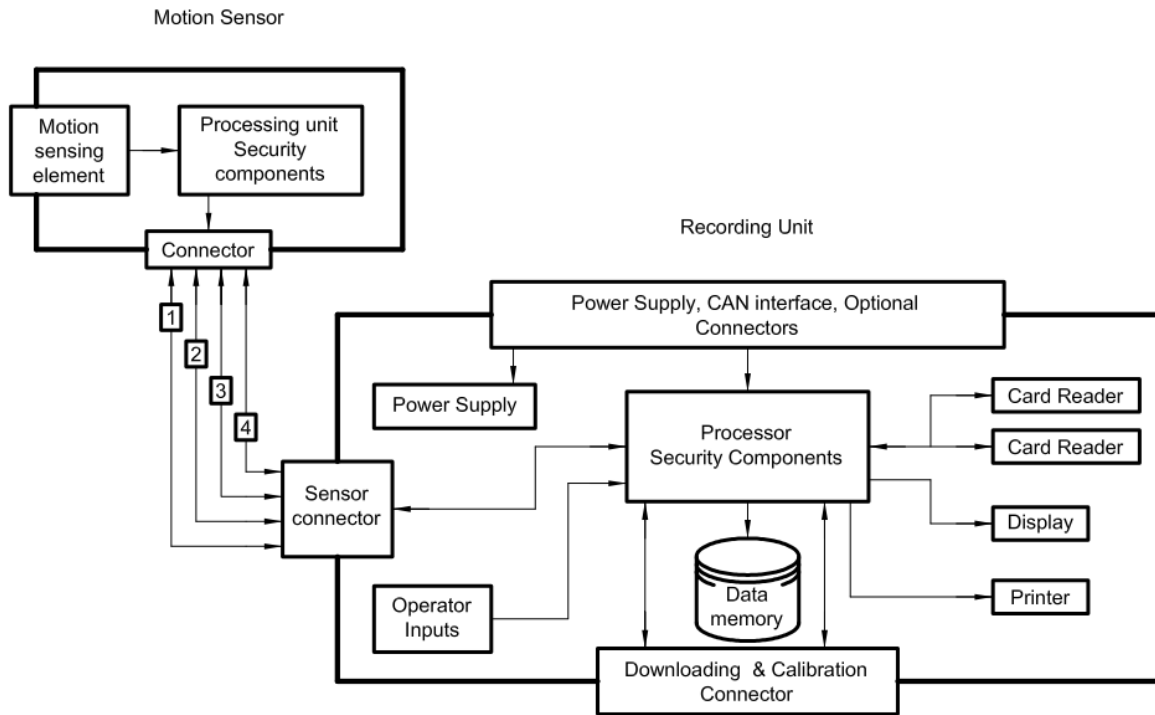 Motion Sensor
Motion
sensing
element
Processing unit
Security
components
Connector
1
2
3
4
Recording Unit
Power Supply, CAN interface, Optional
Connectors
Power Supply
Processor
Security Components
Card Reader
Card Reader
Sensor
connector
Display
Operator
Inputs
Data
memory
Printer
Downloading & Calibration
Connector